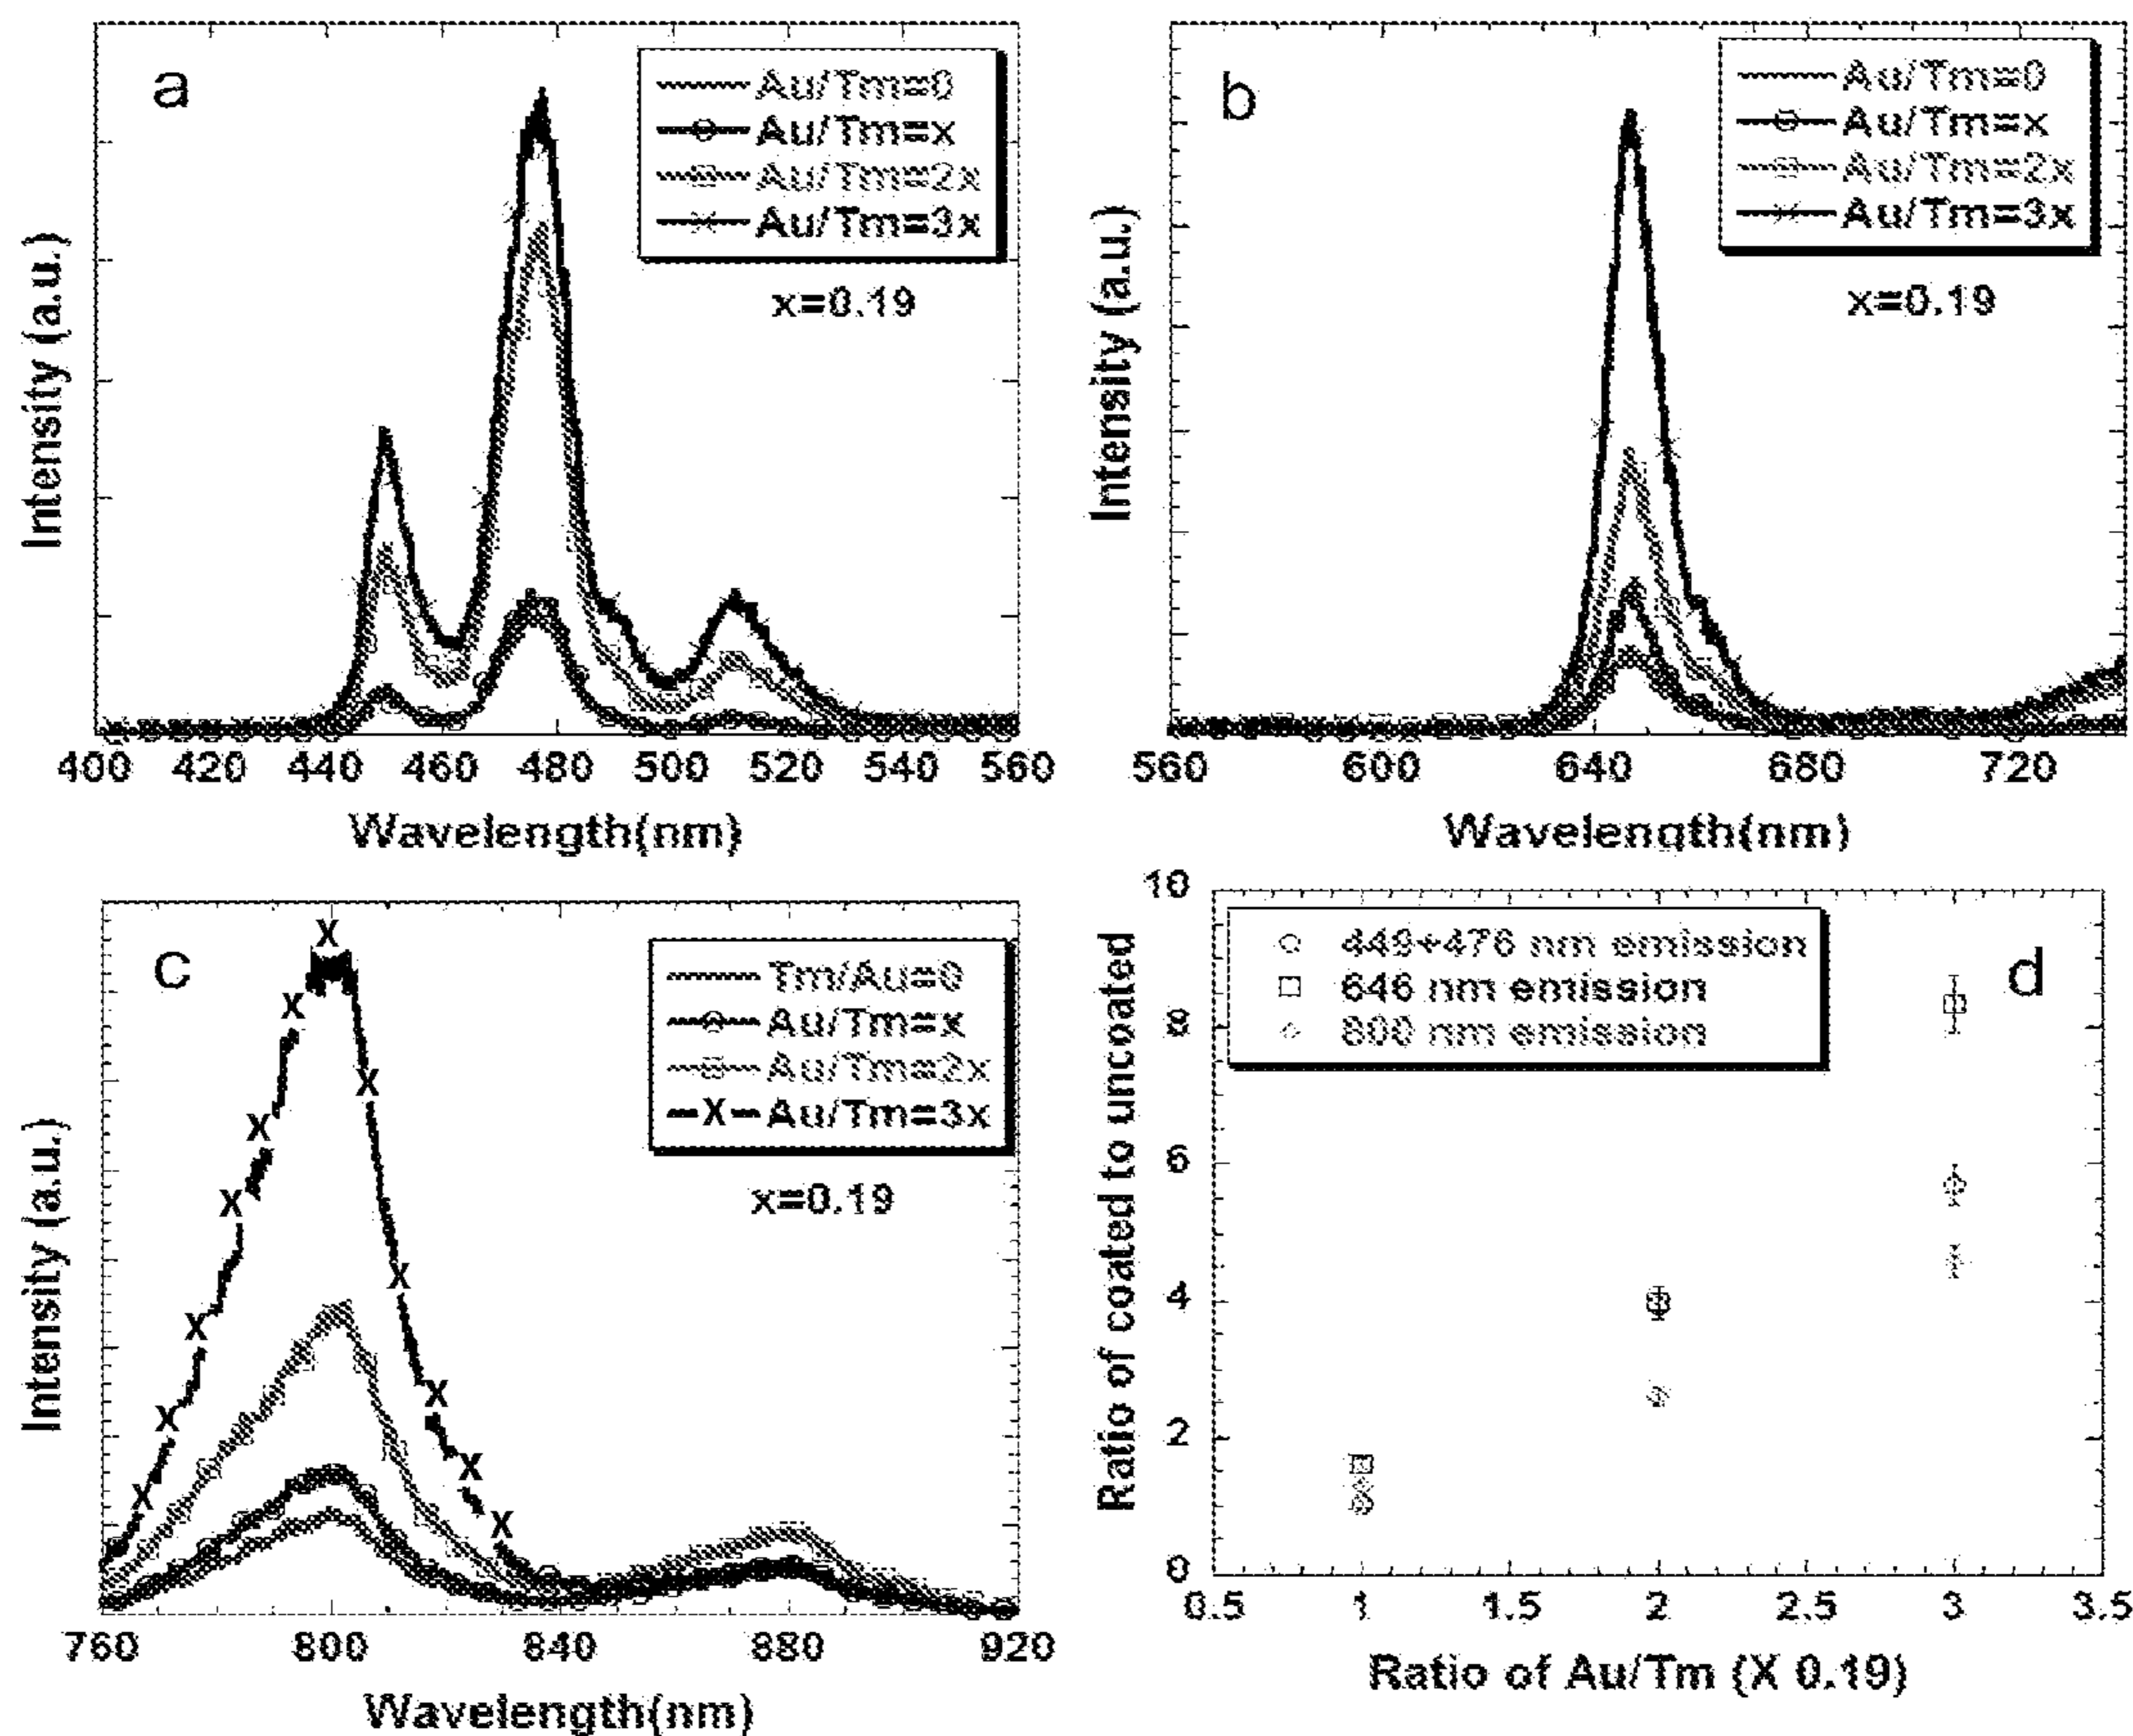 a
Au/Tm=0
Au/Tm=x
Au/Tm=2x
Au/Tm=3x
x=0.19
Intensity (a.u.)
400 420 440 460 480 500 520 540 560
Wavelength(nm)
b
Au/Tm=0
Au/Tm=x
Au/Tm=2x
Au/Tm=3x
x=0.19
Intensity (a.u.)
560 600 640 680 720
Wavelength(nm)
c
Tm/Au=0
Au/Tm=x
Au/Tm=2x
X Au/Tm=3x
x=0.19
Intensity (a.u.)
760 800 840 880 920
Wavelength(nm)
d
449+476 nm emission
646 nm emission
800 nm emission
Ratio of coated to uncoated
10
8
6
4
2
0
0.5 1 1.5 2 2.5 3 3.5
Ratio of Au/Tm (X 0.19)